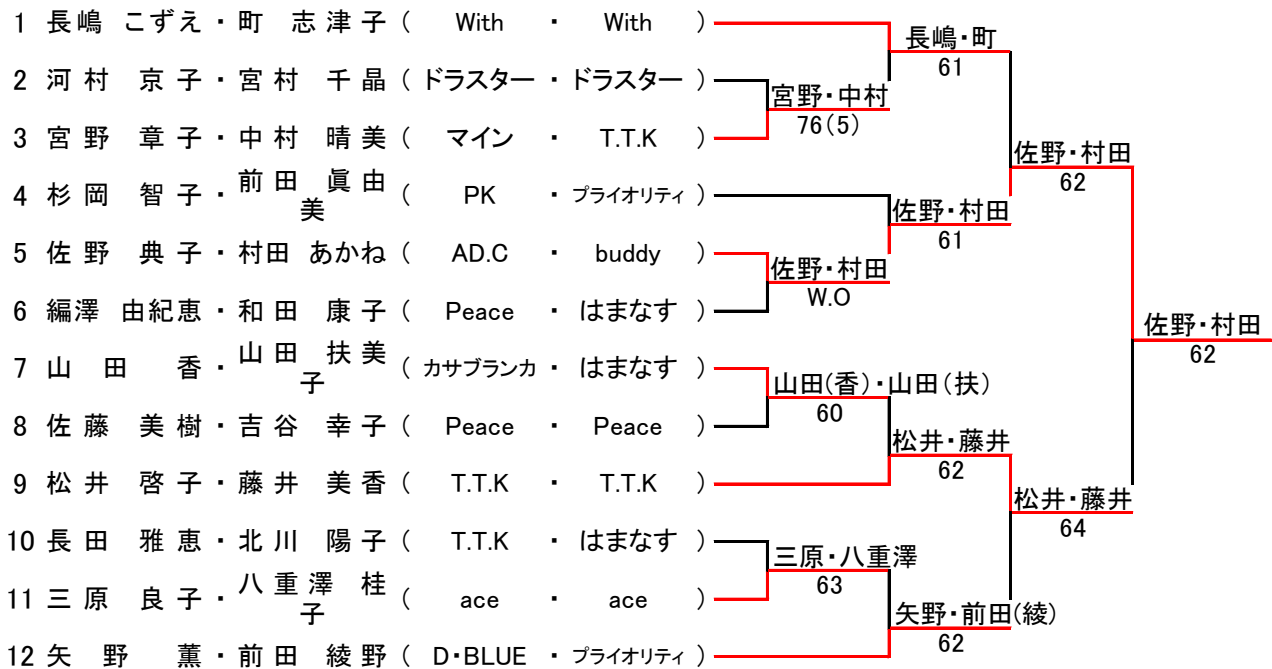 1 長嶋 こずえ・町 志津子 ( With ・ With )
2 河村 京子・宮村 千晶 ( ドラスター ・ ドラスター )
3 宮野 章子・中村 晴美 ( マイン ・ T.T.K )
4 杉岡 智子・前田 眞由美 ( PK ・ プライオリティ )
5 佐野 典子・村田 あかね ( AD.C ・ buddy )
6 編澤 由紀恵・和田 康子 ( Peace ・ はまなす )
7 山田 香・山田 扶美子 ( カサブランカ ・ はまなす )
8 佐藤 美樹・吉谷 幸子 ( Peace ・ Peace )
9 松井 啓子・藤井 美香 ( T.T.K ・ T.T.K )
10 長田 雅恵・北川 陽子 ( T.T.K ・ はまなす )
11 三原 良子・八重澤 桂子 ( ace ・ ace )
12 矢野 薫・前田 綾野 ( D・BLUE ・ プライオリティ )
宮野・中村
76(5)
佐野・村田
W.O
山田(香)・山田(扶)
60
三原・八重澤
63
長嶋・町
61
佐野・村田
61
松井・藤井
62
矢野・前田(綾)
62
佐野・村田
62
松井・藤井
64
佐野・村田
62